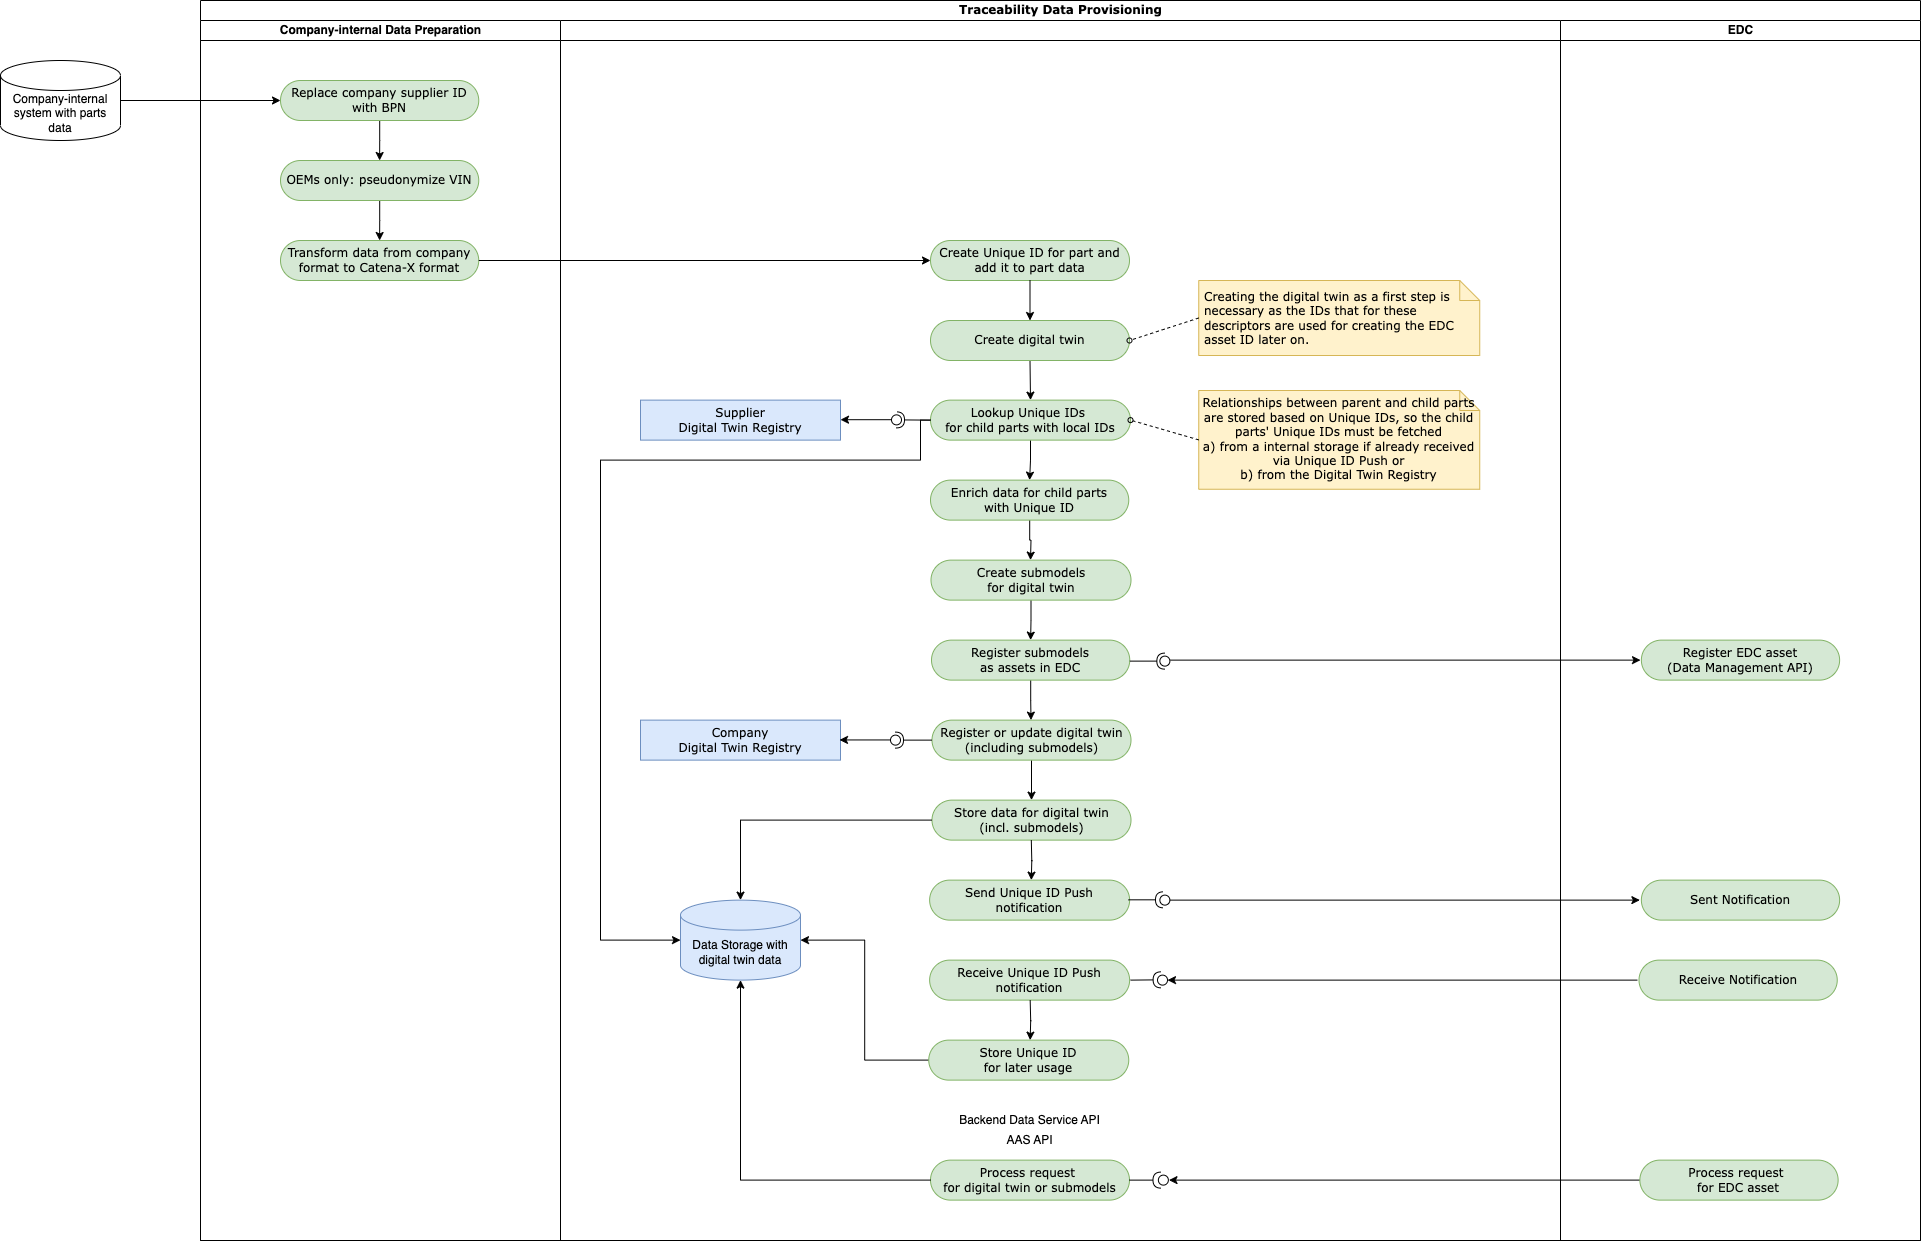 Traceability Data Provisioning
Company-internal Data Preparation
EDC
Company-internal
system with parts
data
Replace company supplier ID
with BPN
OEMs only: pseudonymize VIN
Transform data from company
format to Catena-X format
Create Unique ID for part and
add it to part data
Creating the digital twin as a first step is
necessary as the IDs that for these
descriptors are used for creating the EDC
asset ID later on.
Create digital twin
Supplier
Digital Twin Registry
Lookup Unique IDs
for child parts with local IDs
Relationships between parent and child parts
are stored based on Unique IDs, so the child
parts' Unique IDs must be fetched
a) from a internal storage if already received
via Unique ID Push or
b) from the Digital Twin Registry
Enrich data for child parts
with Unique ID
Create submodels
for digital twin
Register submodels
as assets in EDC
Register EDC asset
(Data Management API)
Company
Digital Twin Registry
Register or update digital twin
(including submodels)
Store data for digital twin
(incl. submodels)
Send Unique ID Push
notification
Sent Notification
Data Storage with
digital twin data
Receive Unique ID Push
notification
Receive Notification
Store Unique ID
for later usage
Backend Data Service API
AAS API
Process request
for digital twin or submodels
Process request
for EDC asset